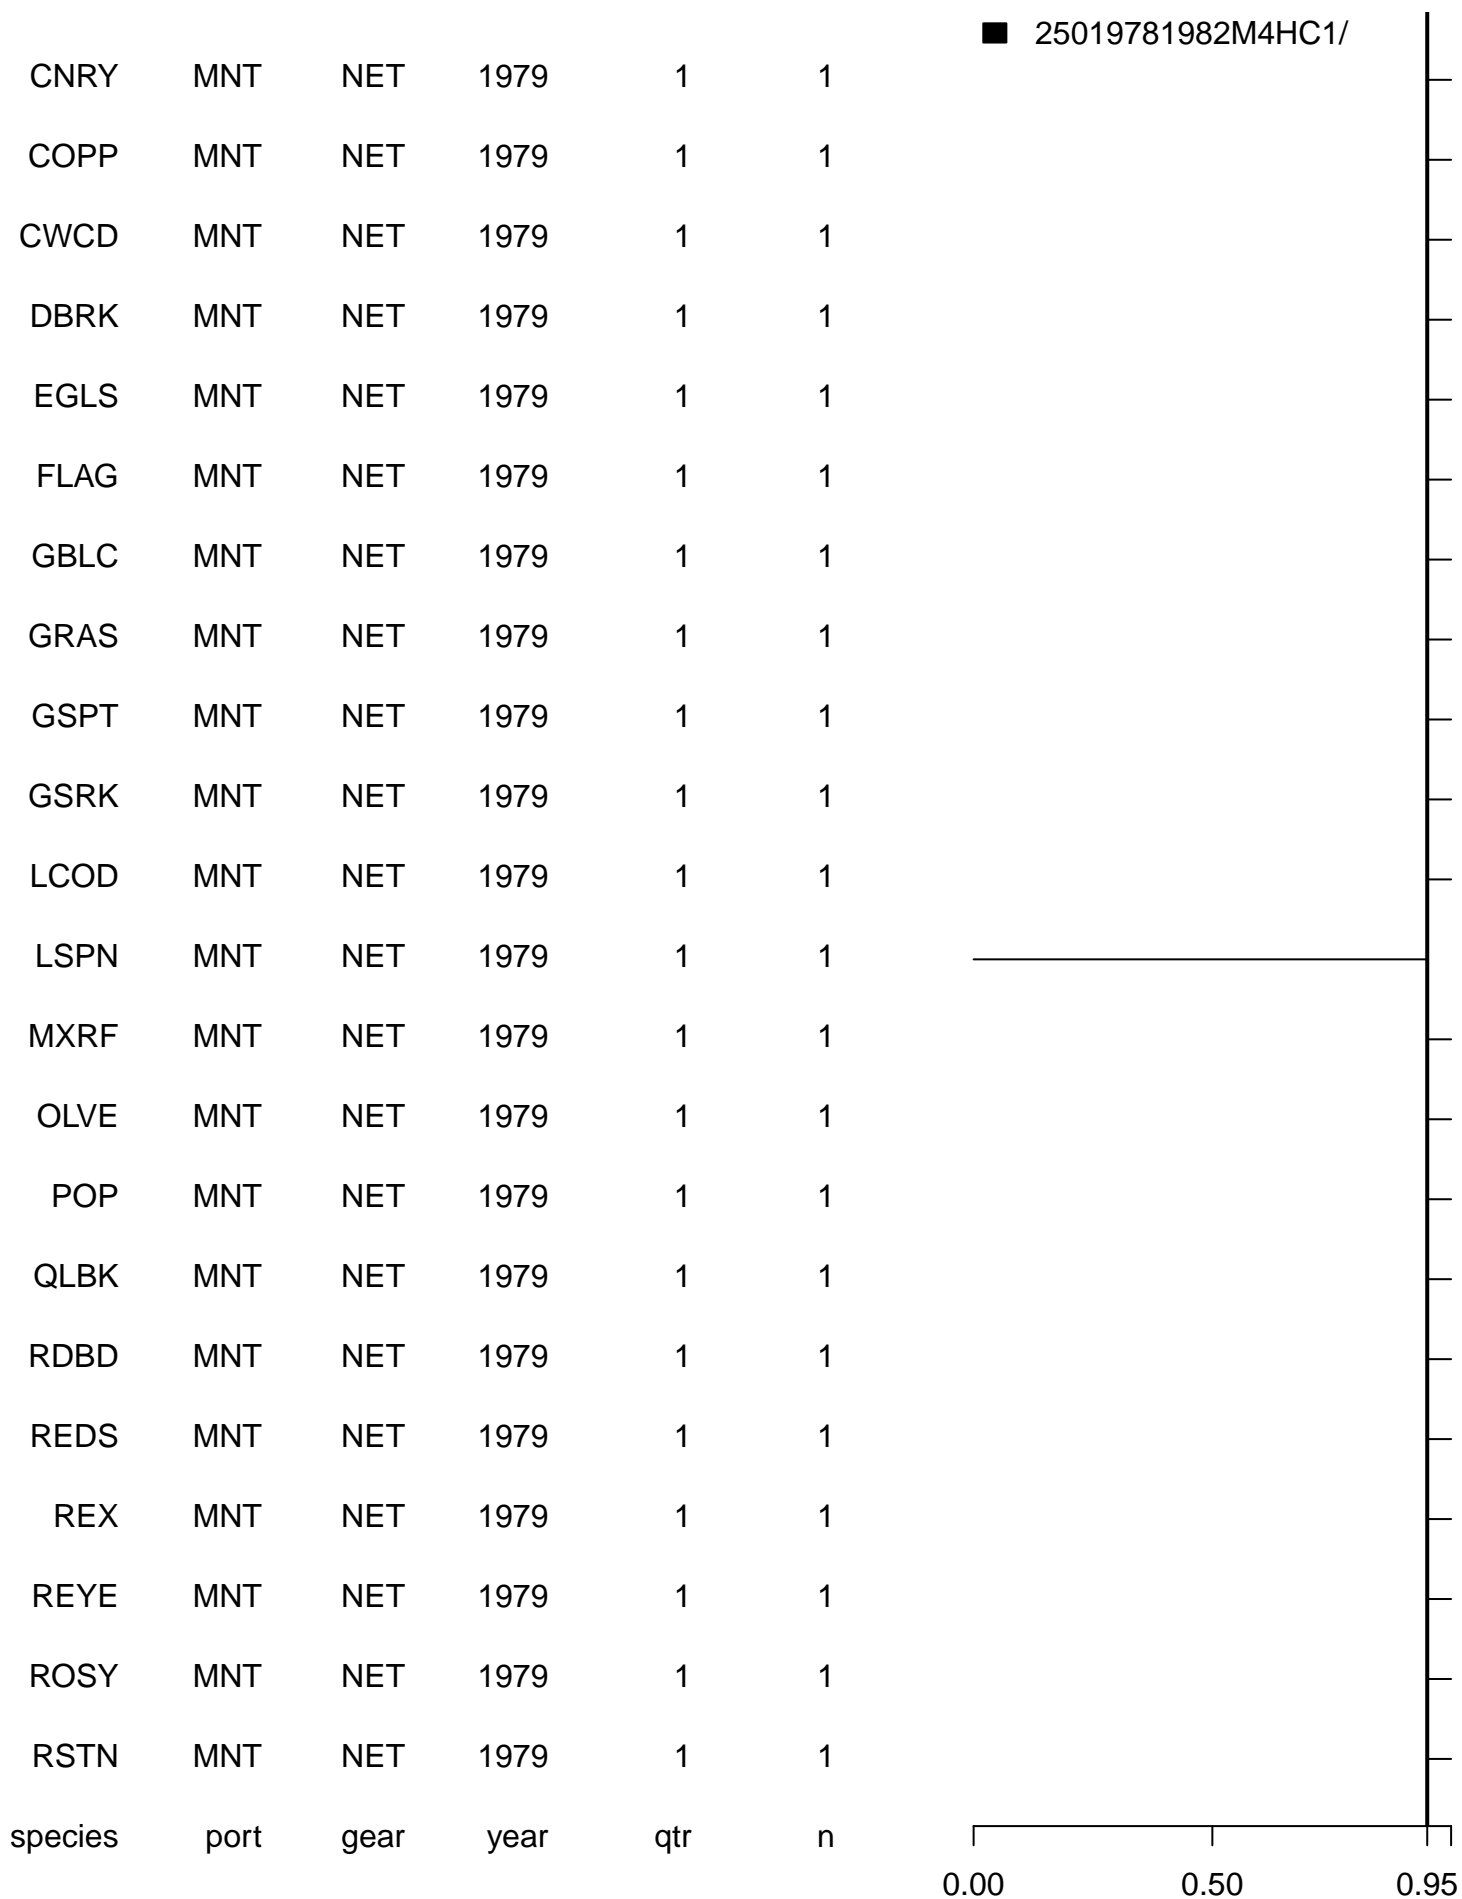 25019781982M4HC1/
CNRY MNT NET 1979 1 1
COPP MNT NET 1979 1 1
CWCD MNT NET 1979 1 1
DBRK MNT NET 1979 1 1
EGLS MNT NET 1979 1 1
FLAG MNT NET 1979 1 1
GBLC MNT NET 1979 1 1
GRAS MNT NET 1979 1 1
GSPT MNT NET 1979 1 1
GSRK MNT NET 1979 1 1
LCOD MNT NET 1979 1 1
LSPN MNT NET 1979 1 1
MXRF MNT NET 1979 1 1
OLVE MNT NET 1979 1 1
POP MNT NET 1979 1 1
QLBK MNT NET 1979 1 1
RDBD MNT NET 1979 1 1
REDS MNT NET 1979 1 1
REX MNT NET 1979 1 1
REYE MNT NET 1979 1 1
ROSY MNT NET 1979 1 1
RSTN MNT NET 1979 1 1
species port gear year qtr n
0.00 0.50 0.95